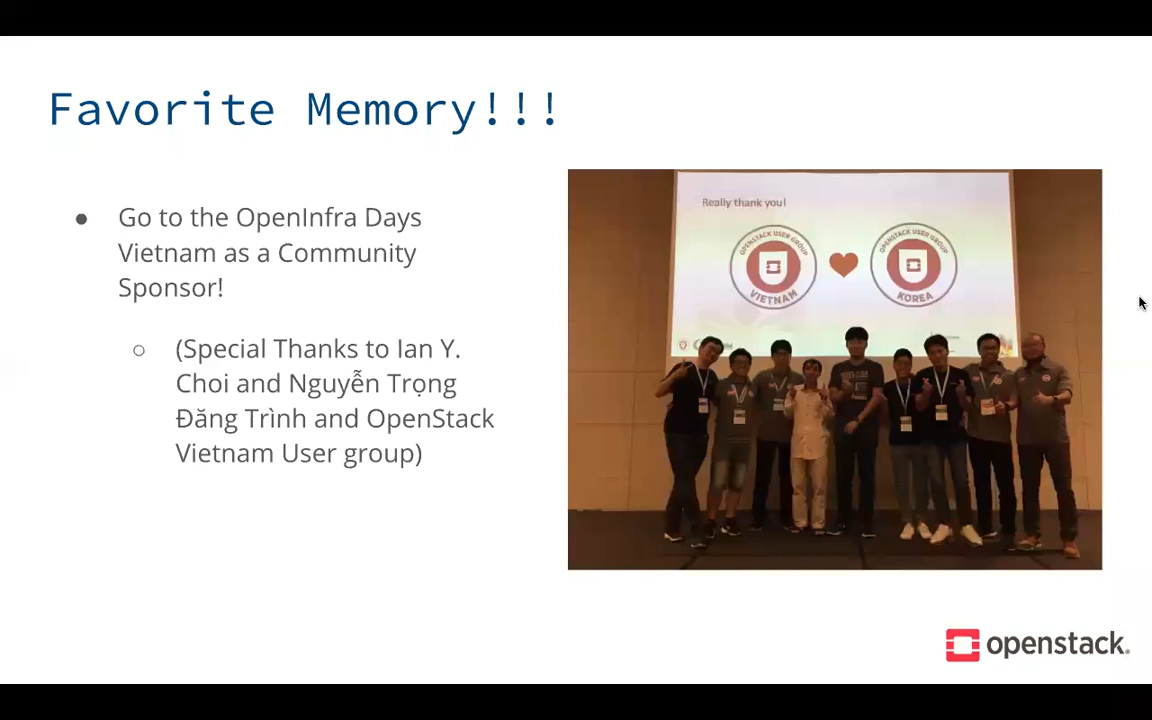 Favorite Memory!!!
● Go to the OpenInfra Days
Vietnam as a Community
Sponsor!
○ (Special Thanks to Ian Y.
Choi and Nguyễn Trọng
Đăng Trình and OpenStack
Vietnam User group)
Really thank you!
OPENSTACK USER GROUP
VIETNAM
OPENSTACK USER GROUP
KOREA
openstack.